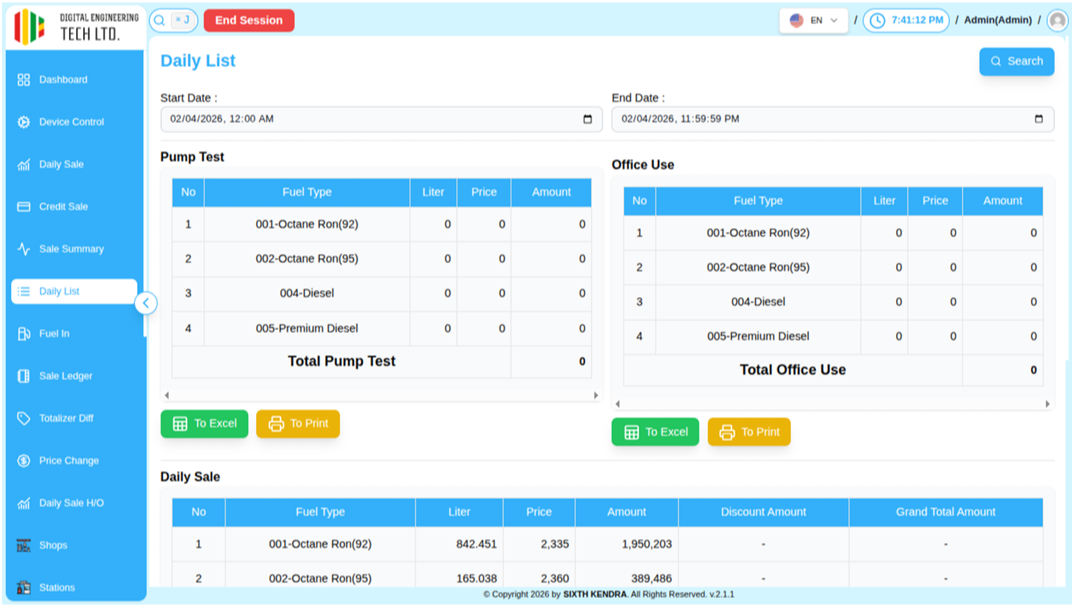 DIGITAL ENGINEERING
TECH LTD.
J
End Session
EN
/
7:41:12 PM
/ Admin(Admin) /
Dashboard
Device Control
Daily Sale
Credit Sale
Sale Summary
Daily List
Fuel In
Sale Ledger
Totalizer Diff
Price Change
Daily Sale H/O
Shops
Stations
Daily List
Search
Start Date :
02/04/2026, 12:00 AM
End Date :
02/04/2026, 11:59:59 PM
Pump Test
No Fuel Type Liter Price Amount
1 001-Octane Ron(92) 0 0 0
2 002-Octane Ron(95) 0 0 0
3 004-Diesel 0 0 0
4 005-Premium Diesel 0 0 0
Total Pump Test 0
To Excel To Print
Office Use
No Fuel Type Liter Price Amount
1 001-Octane Ron(92) 0 0 0
2 002-Octane Ron(95) 0 0 0
3 004-Diesel 0 0 0
4 005-Premium Diesel 0 0 0
Total Office Use 0
To Excel To Print
Daily Sale
No Fuel Type Liter Price Amount Discount Amount Grand Total Amount
1 001-Octane Ron(92) 842.451 2,335 1,950,203 - -
2 002-Octane Ron(95) 165.038 2,360 389,486 - -
© Copyright 2026 by SIXTH KENDRA. All Rights Reserved. v.2.1.1